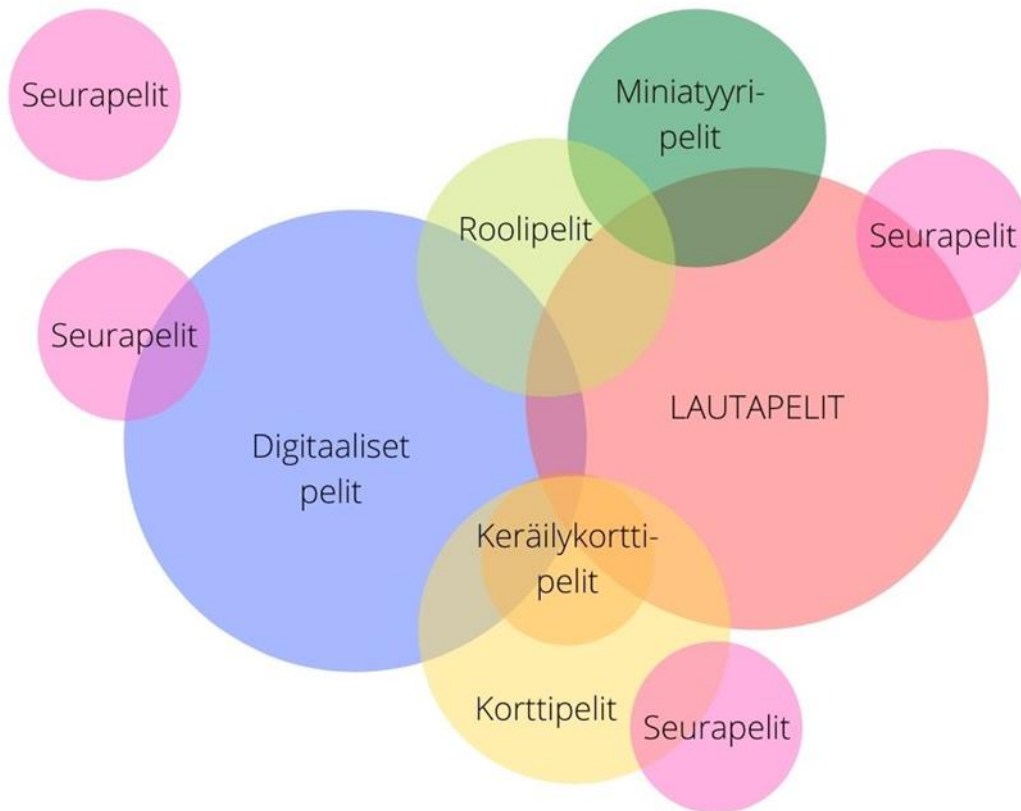 Seurapelit
Miniatyyri-
pelit
Roolipelit
Seurapelit
Seurapelit
LAUTAPELIT
Digitaaliset
pelit
Keräilykortti-
pelit
Korttipelit
Seurapelit